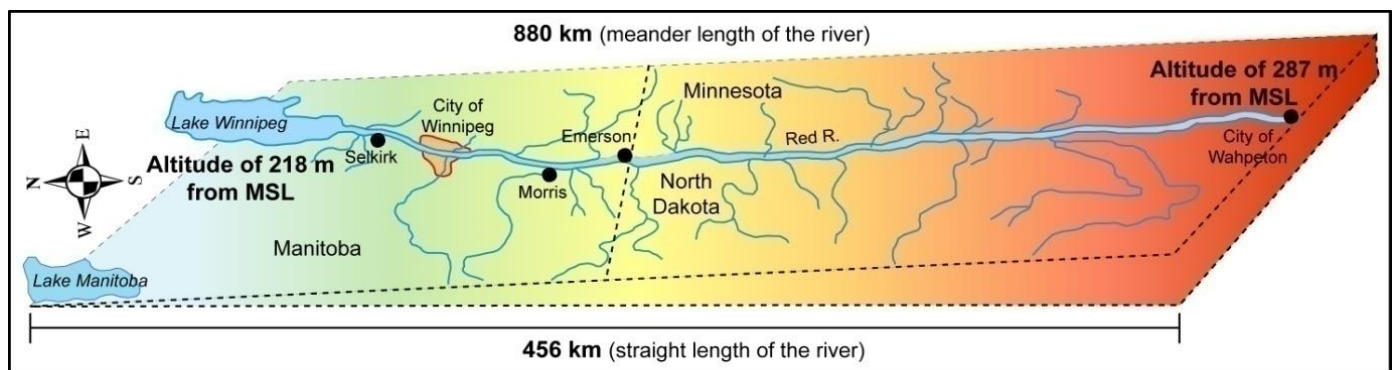 880 km (meander length of the river)
Minnesota
Altitude of 287 m
from MSL
City of
Winnipeg
Lake Winnipeg
Emerson
Red R.
City of
Wahpeton
Selkirk
Altitude of 218 m
from MSL
E
N
S
W
Morris
North
Dakota
Manitoba
Lake Manitoba
456 km (straight length of the river)